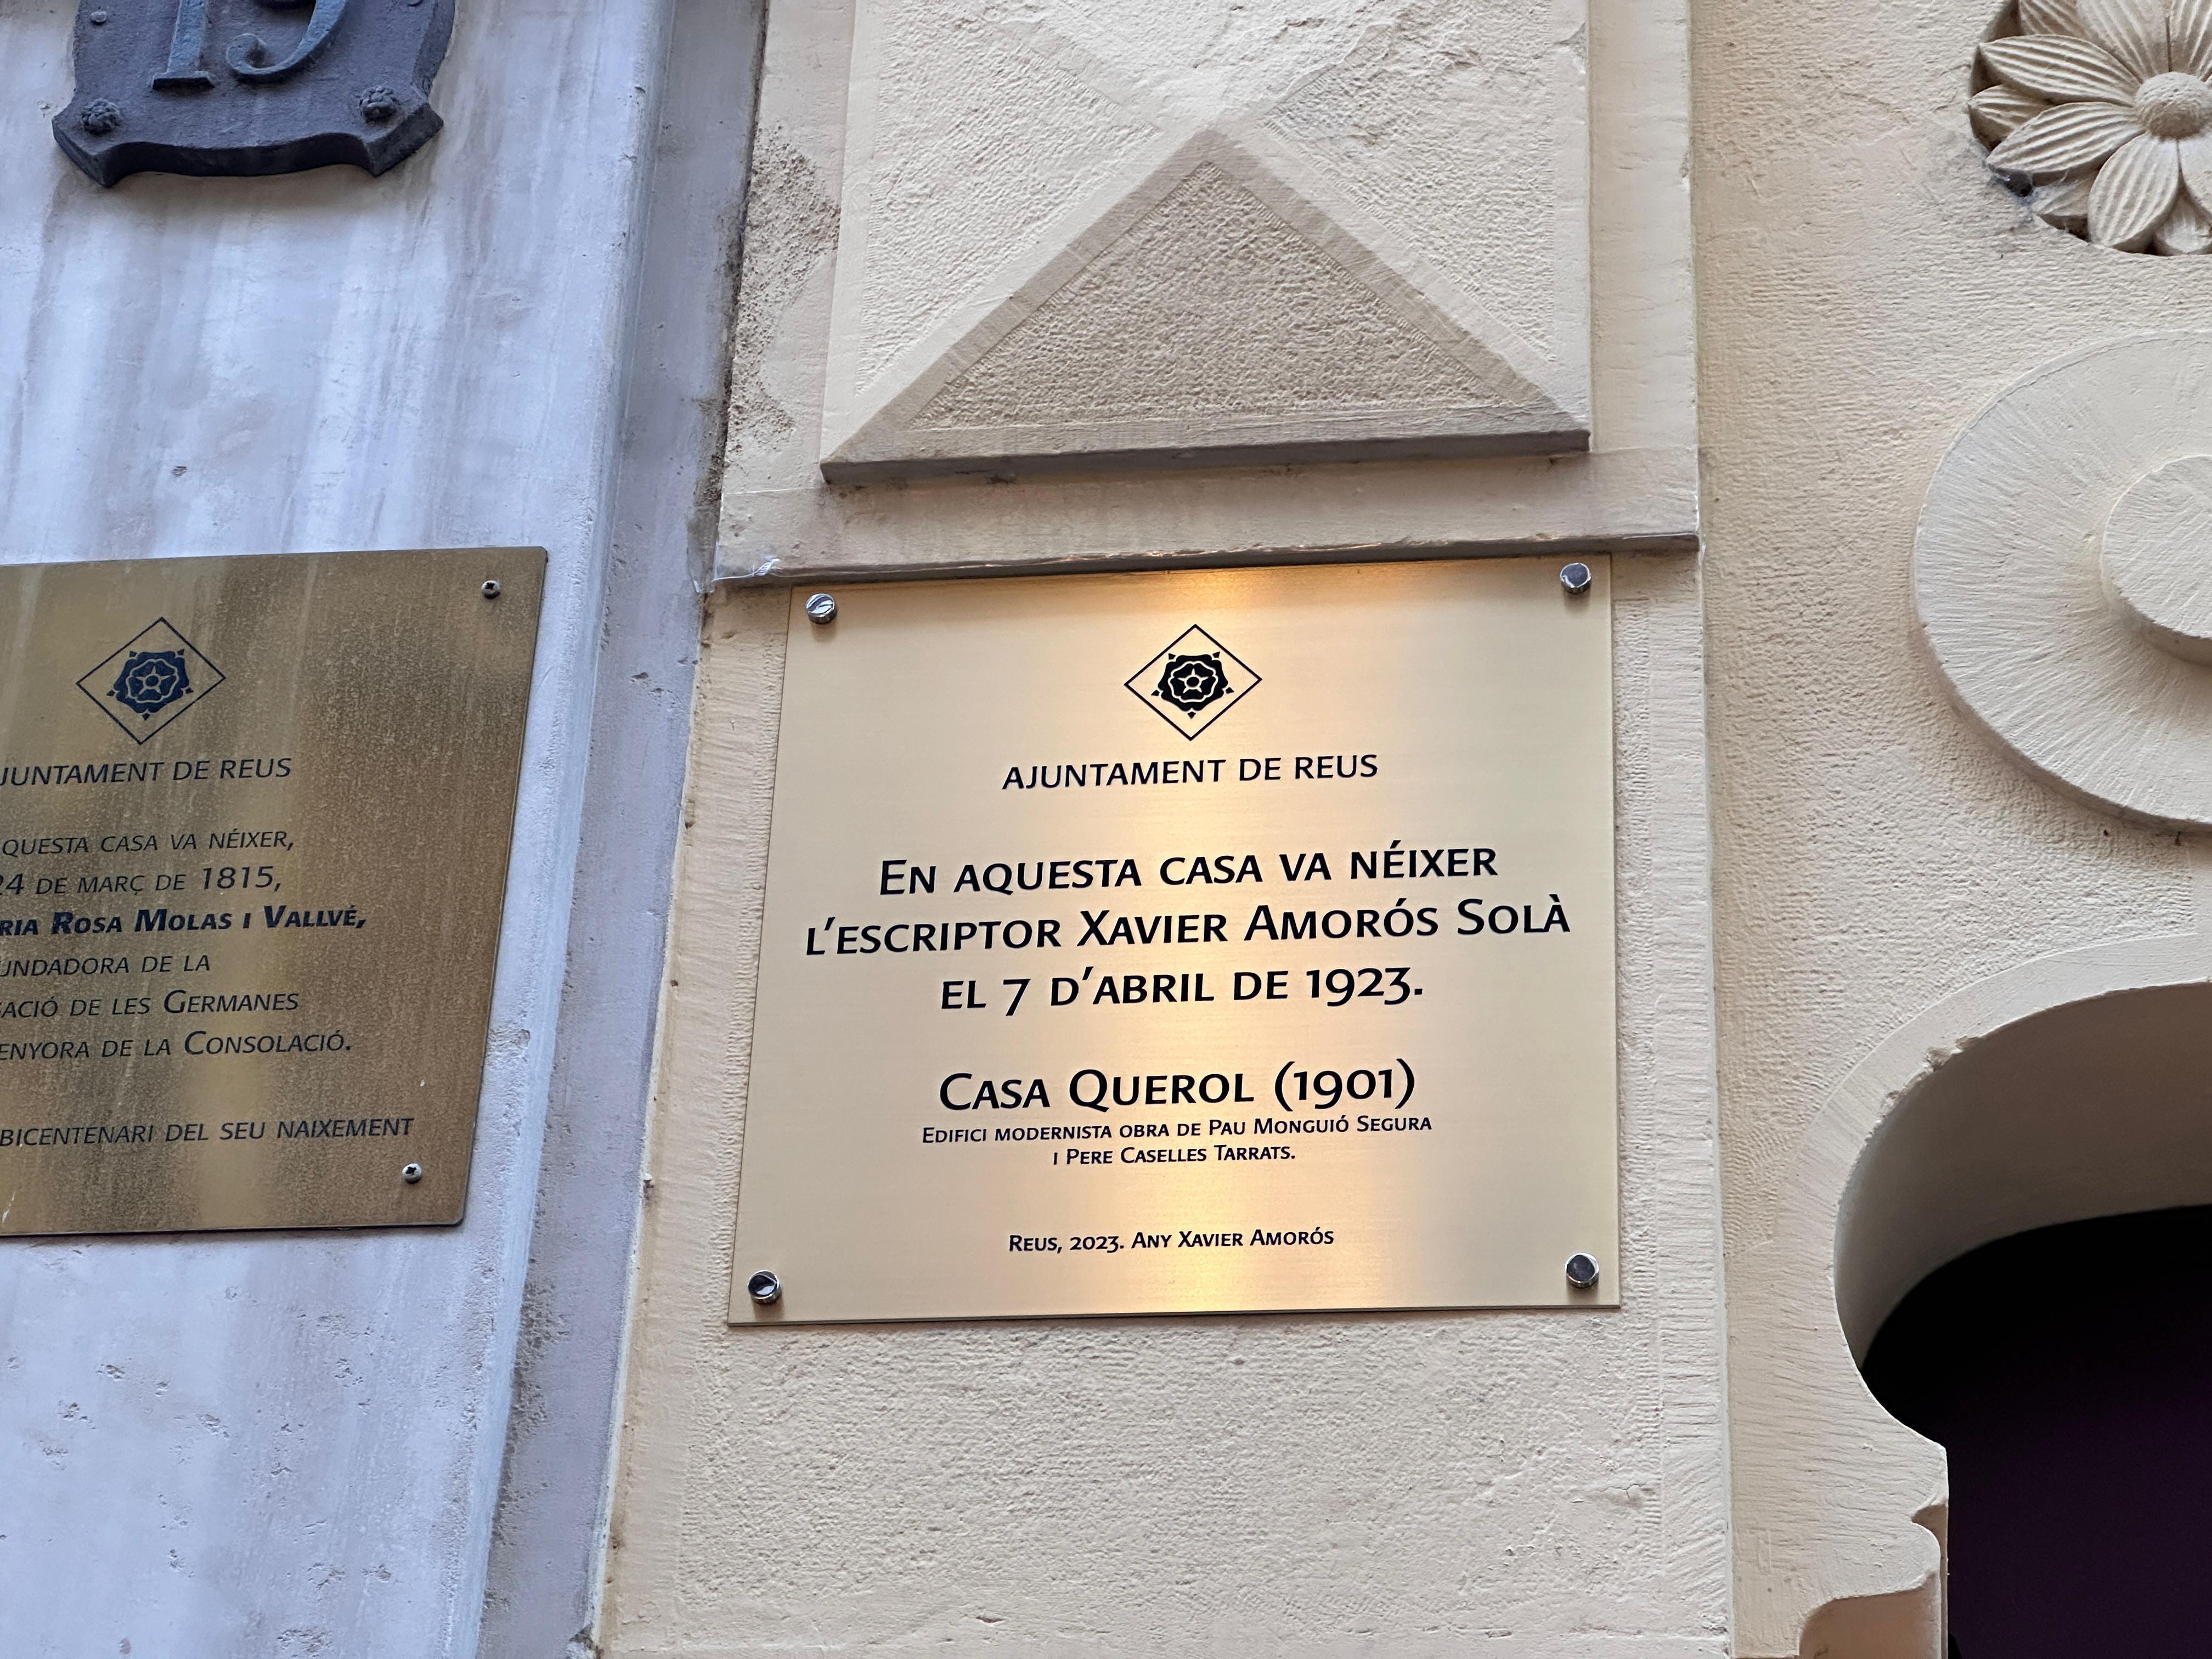 19
JUNTAMENT DE REUS
QUESTA CASA VA NÉIXER,
24 DE MARÇ DE 1815,
RIA ROSA MOLAS I VALLVÉ,
UNDADORA DE LA
GACIÓ DE LES GERMANES
ENYORA DE LA CONSOLACIÓ.
BICENTENARI DEL SEU NAIXEMENT
AJUNTAMENT DE REUS
EN AQUESTA CASA VA NÉIXER
L'ESCRIPTOR XAVIER AMORÓS SOLÀ
EL 7 D'ABRIL DE 1923.
CASA QUEROL (1901)
EDIFICI MODERNISTA OBRA DE PAU MONGUIÓ SEGURA
I PERE CASELLES TARRATS.
REUS, 2023. ANY XAVIER AMORÓS